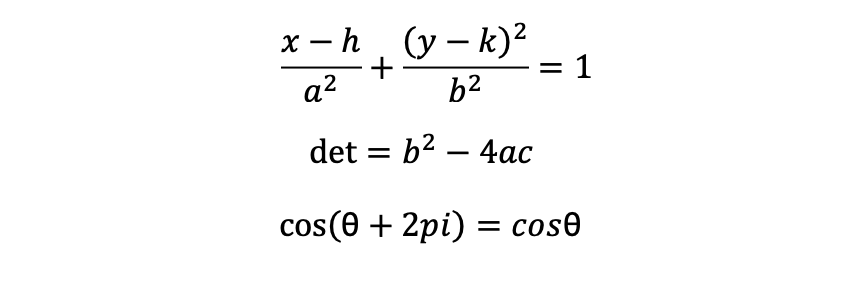 x − h / a² + (y − k)² / b² = 1
det = b² − 4ac
cos(θ + 2pi) = cosθ